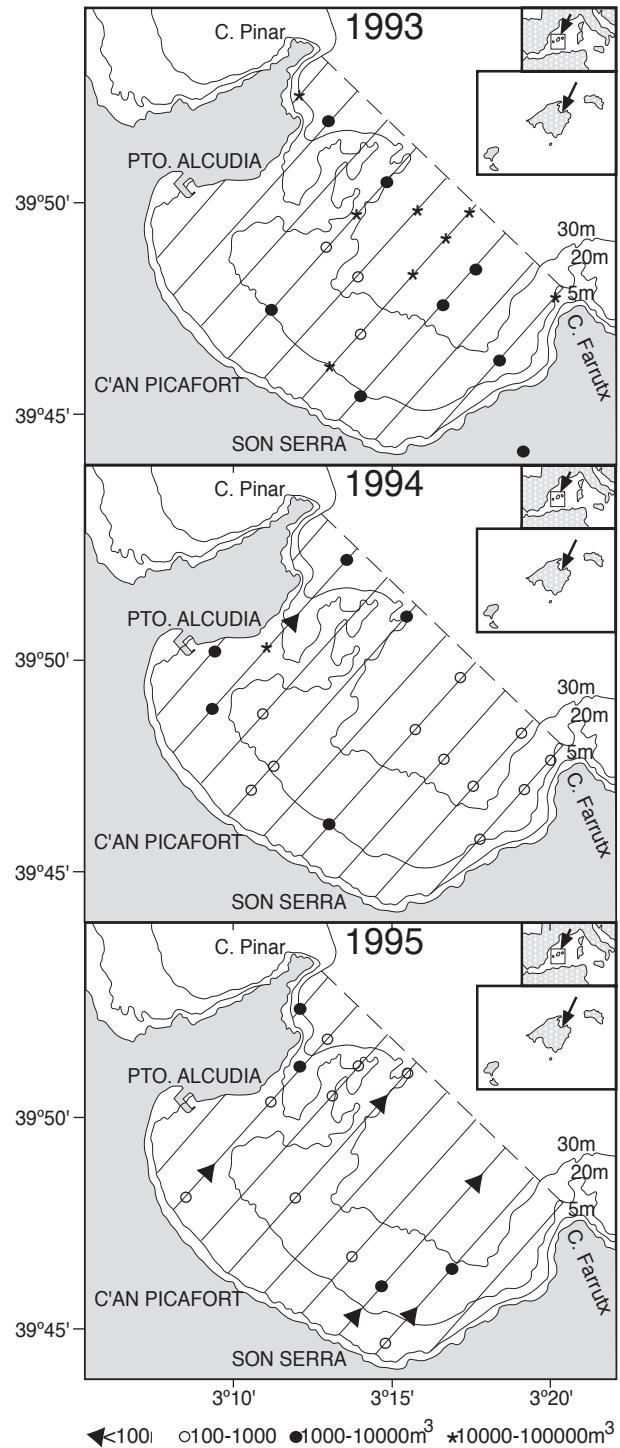 C. Pinar 1993
PTO. ALCUDIA
39°50'
30m
20m
5m
C. Farrutx
C'AN PICAFORT
39°45'
SON SERRA
C. Pinar 1994
PTO. ALCUDIA
39°50'
30m
20m
5m
C. Farrutx
C'AN PICAFORT
39°45'
SON SERRA
C. Pinar 1995
PTO. ALCUDIA
39°50'
30m
20m
5m
C. Farrutx
C'AN PICAFORT
39°45'
SON SERRA
3°10' 3°15' 3°20'
<100 100-1000 1000-10000m³ *10000-100000m³